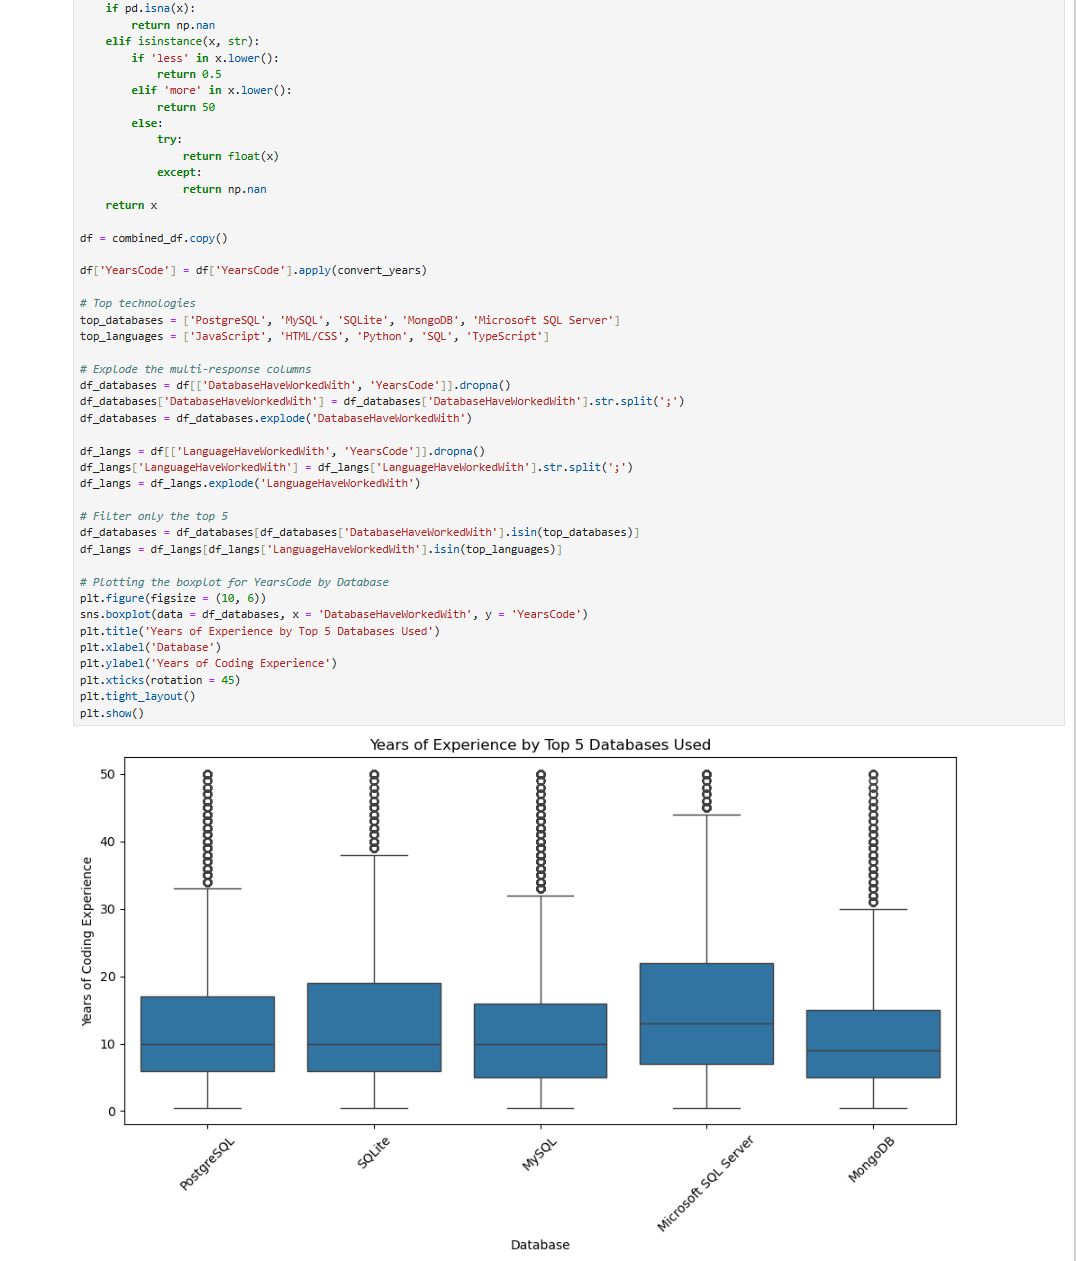 if pd.isna(x):
        return np.nan
    elif isinstance(x, str):
        if 'less' in x.lower():
            return 0.5
        elif 'more' in x.lower():
            return 50
        else:
            try:
                return float(x)
            except:
                return np.nan
    return x
df = combined_df.copy()
df['YearsCode'] = df['YearsCode'].apply(convert_years)
# Top technologies
top_databases = ['PostgreSQL', 'MySQL', 'SQLite', 'MongoDB', 'Microsoft SQL Server']
top_languages = ['JavaScript', 'HTML/CSS', 'Python', 'SQL', 'TypeScript']
# Explode the multi-response columns
df_databases = df[['DatabaseHaveWorkedWith', 'YearsCode']].dropna()
df_databases['DatabaseHaveWorkedWith'] = df_databases['DatabaseHaveWorkedWith'].str.split(';')
df_databases = df_databases.explode('DatabaseHaveWorkedWith')
df_langs = df[['LanguageHaveWorkedWith', 'YearsCode']].dropna()
df_langs['LanguageHaveWorkedWith'] = df_langs['LanguageHaveWorkedWith'].str.split(';')
df_langs = df_langs.explode('LanguageHaveWorkedWith')
# Filter only the top 5
df_databases = df_databases[df_databases['DatabaseHaveWorkedWith'].isin(top_databases)]
df_langs = df_langs[df_langs['LanguageHaveWorkedWith'].isin(top_languages)]
# Plotting the boxplot for YearsCode by Database
plt.figure(figsize = (10, 6))
sns.boxplot(data = df_databases, x = 'DatabaseHaveWorkedWith', y = 'YearsCode')
plt.title('Years of Experience by Top 5 Databases Used')
plt.xlabel('Database')
plt.ylabel('Years of Coding Experience')
plt.xticks(rotation = 45)
plt.tight_layout()
plt.show()
Years of Experience by Top 5 Databases Used
Years of Coding Experience
50
40
30
20
10
0
PostgreSQL
SQLite
MySQL
Microsoft SQL Server
MongoDB
Database